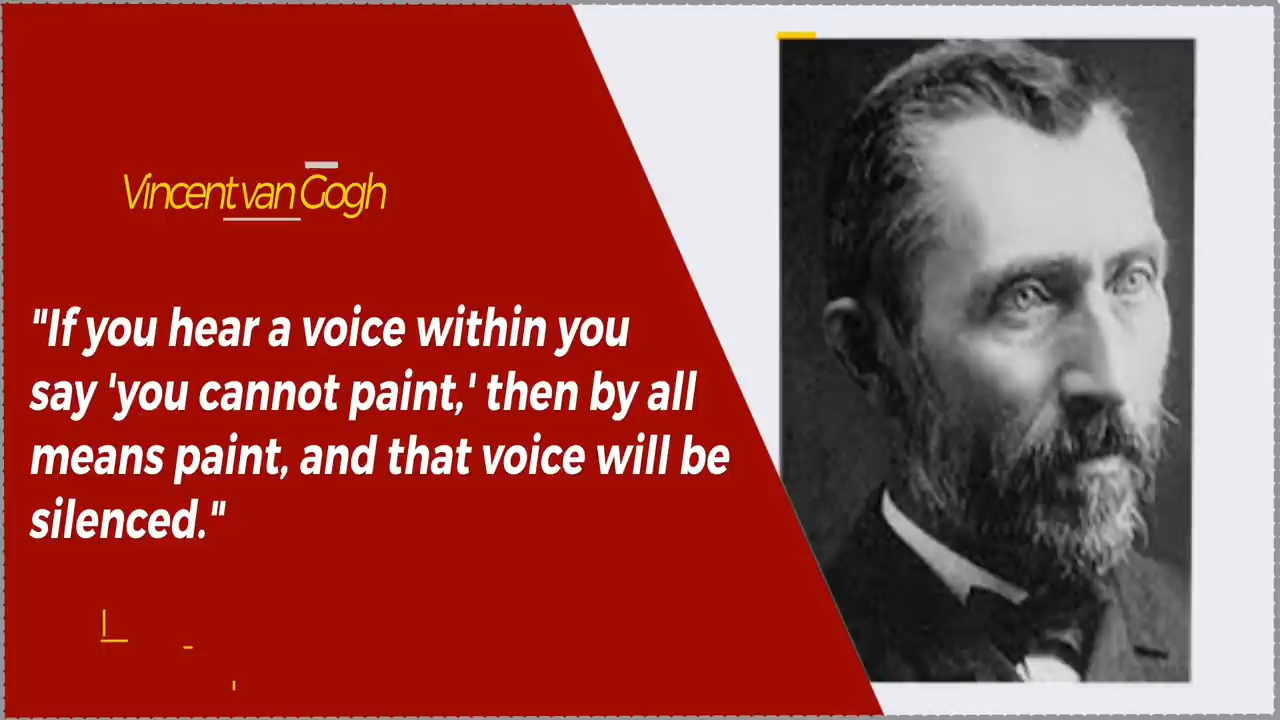 Vincent van Gogh
"If you hear a voice within you
say 'you cannot paint,' then by all
means paint, and that voice will be
silenced."